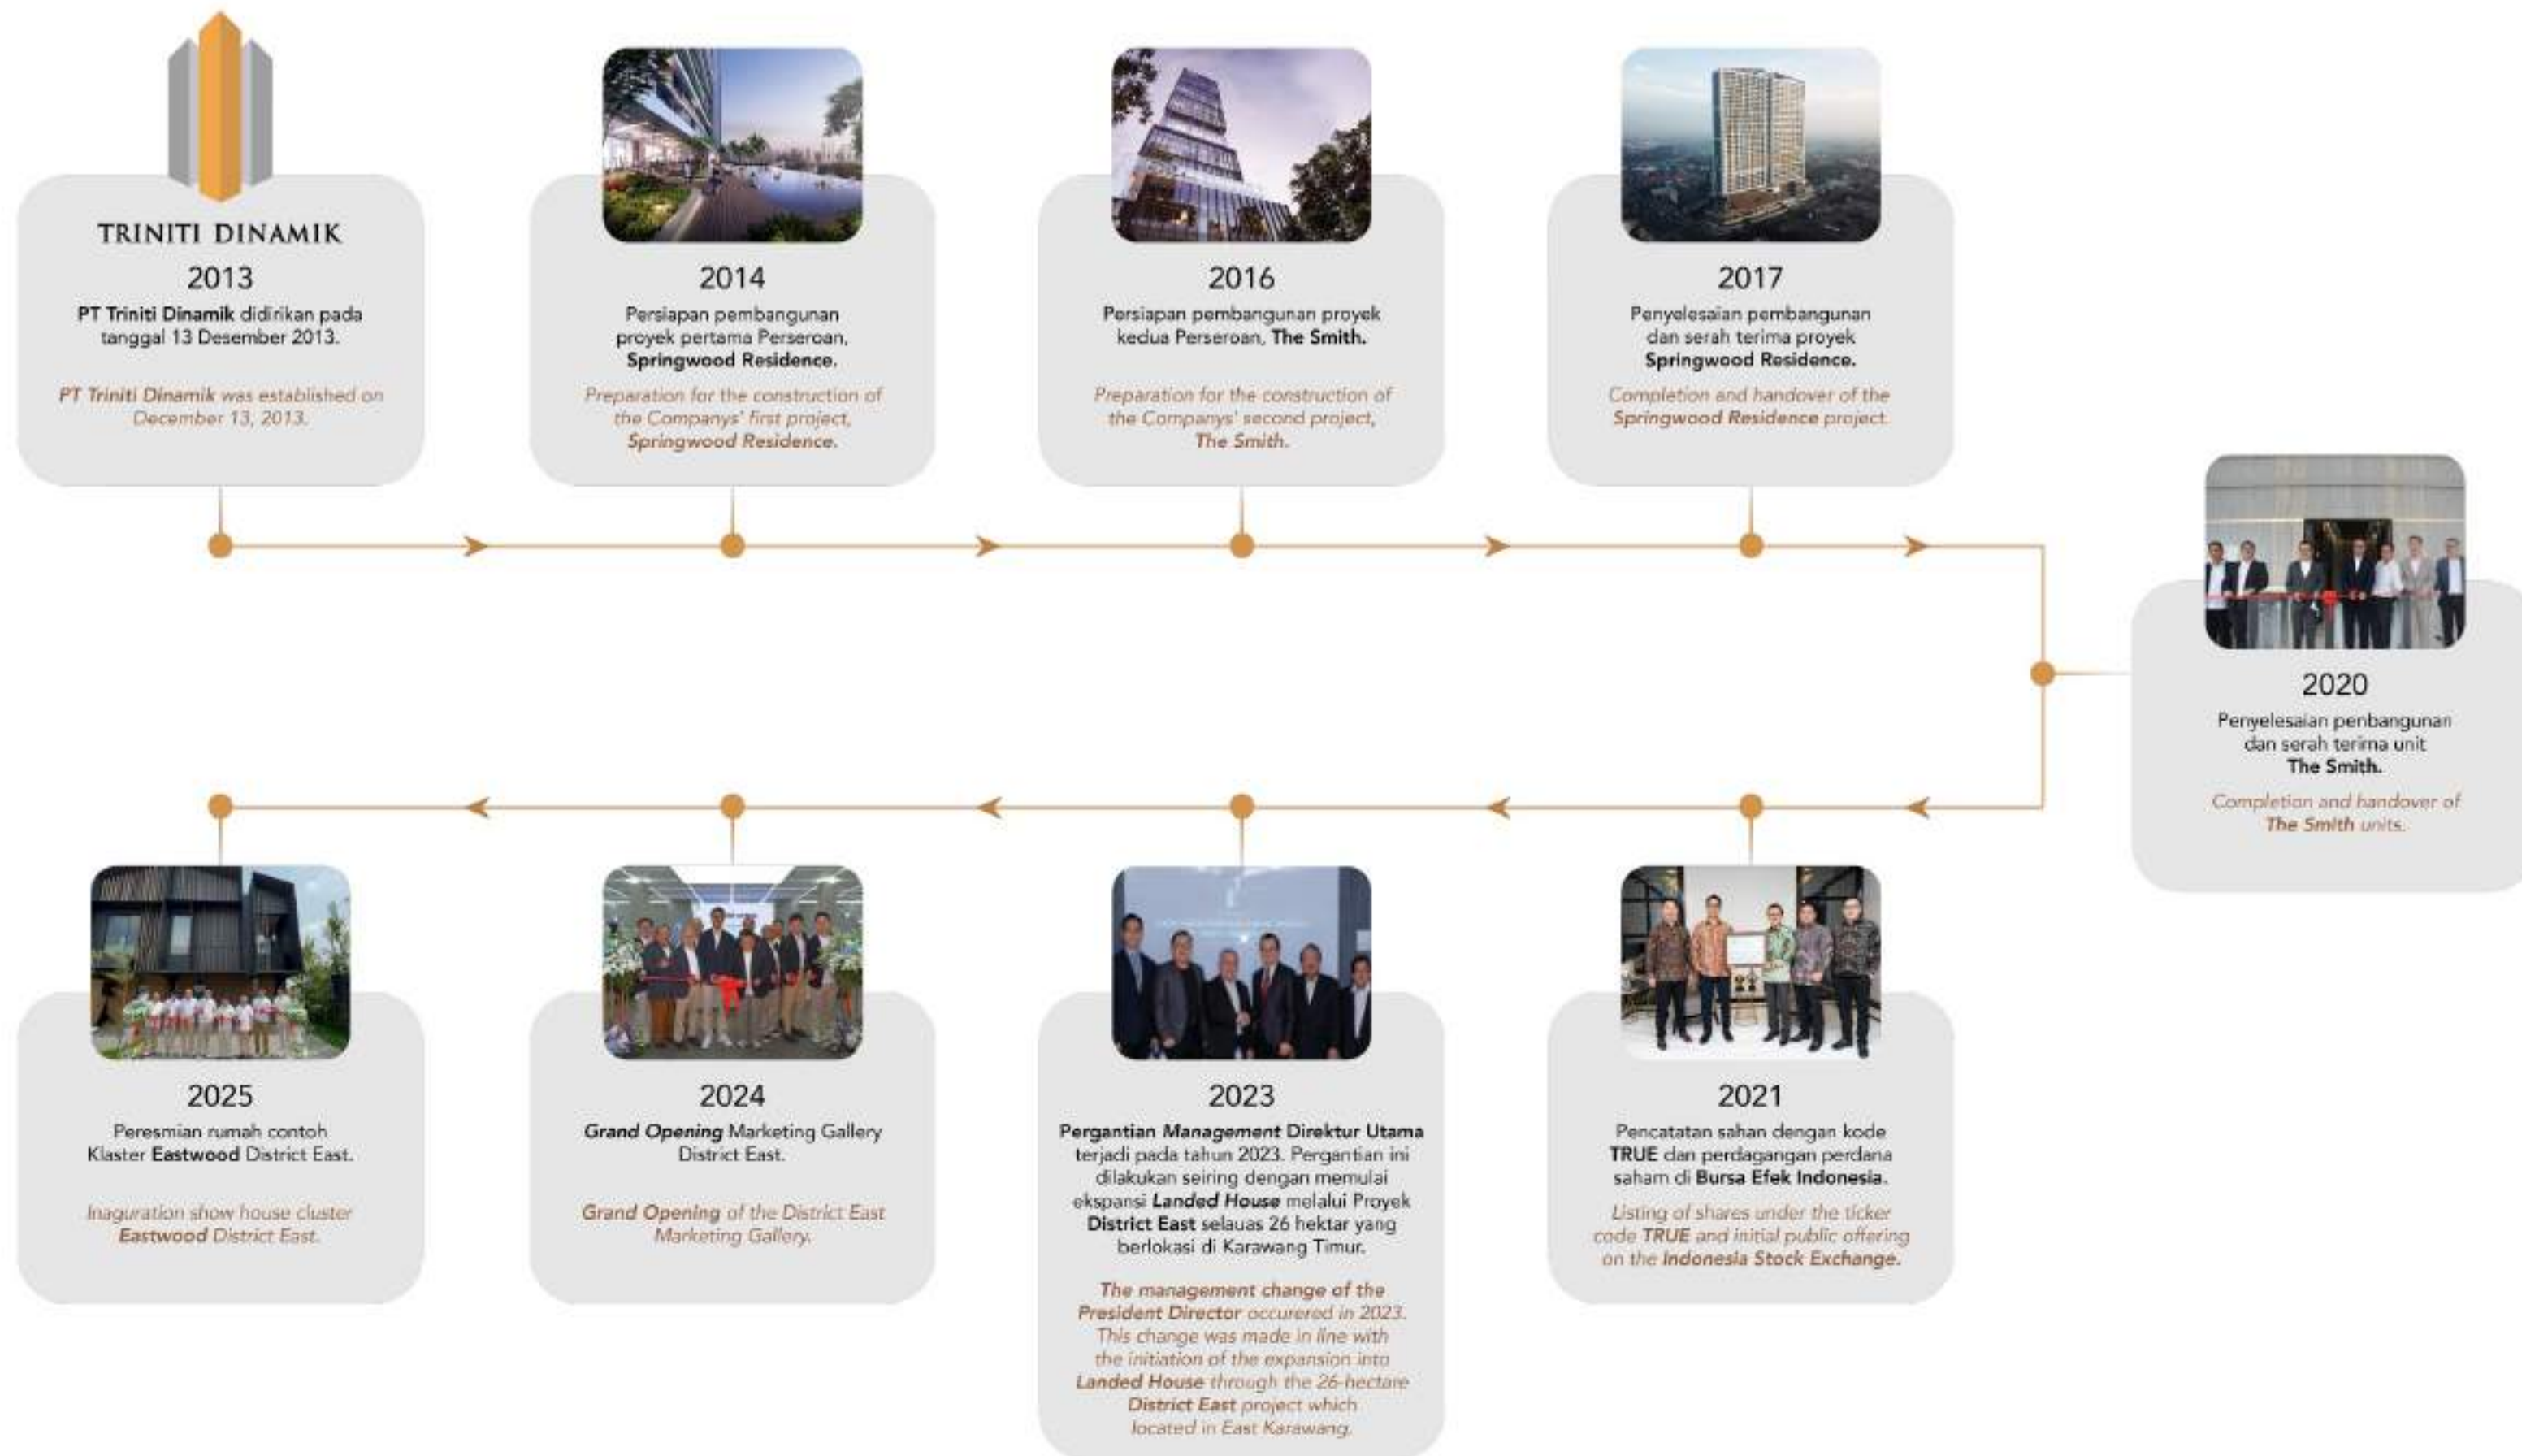 TRINITI DINAMIK
2013
PT Triniti Dinamik didirikan pada
tanggal 13 Desember 2013.
PT Triniti Dinamik was established on
December 13, 2013.
2014
Persiapan pembangunan
proyek pertama Perseroan,
Springwood Residence.
Preparation for the construction of
the Companys' first project,
Springwood Residence.
2016
Persiapan pembangunan proyek
kedua Perseroan, The Smith.
Preparation for the construction of
the Companys' second project,
The Smith.
2017
Penyelesaian pembangunan
dan serah terima proyek
Springwood Residence.
Completion and handover of the
Springwood Residence project.
2020
Penyelesaian penbangunan
dan serah terima unit
The Smith.
Completion and handover of
The Smith units.
2021
Pencatatan sahan dengan kode
TRUE dan perdagangan perdana
saham di Bursa Efek Indonesia.
Listing of shares under the ticker
code TRUE and initial public offering
on the Indonesia Stock Exchange.
2023
Pergantian Management Direktur Utama
terjadi pada tahun 2023. Pergantian ini
dilakukan seiring dengan memulai
ekspansi Landed House melalui Proyek
District East selauas 26 hektar yang
berlokasi di Karawang Timur.
The management change of the
President Director occurered in 2023.
This change was made in line with
the initiation of the expansion into
Landed House through the 26-hectare
District East project which
located in East Karawang.
2024
Grand Opening Marketing Gallery
District East.
Grand Opening of the District East
Marketing Gallery.
2025
Peresmian rumah contoh
Klaster Eastwood District East.
Inaguration show house cluster
Eastwood District East.